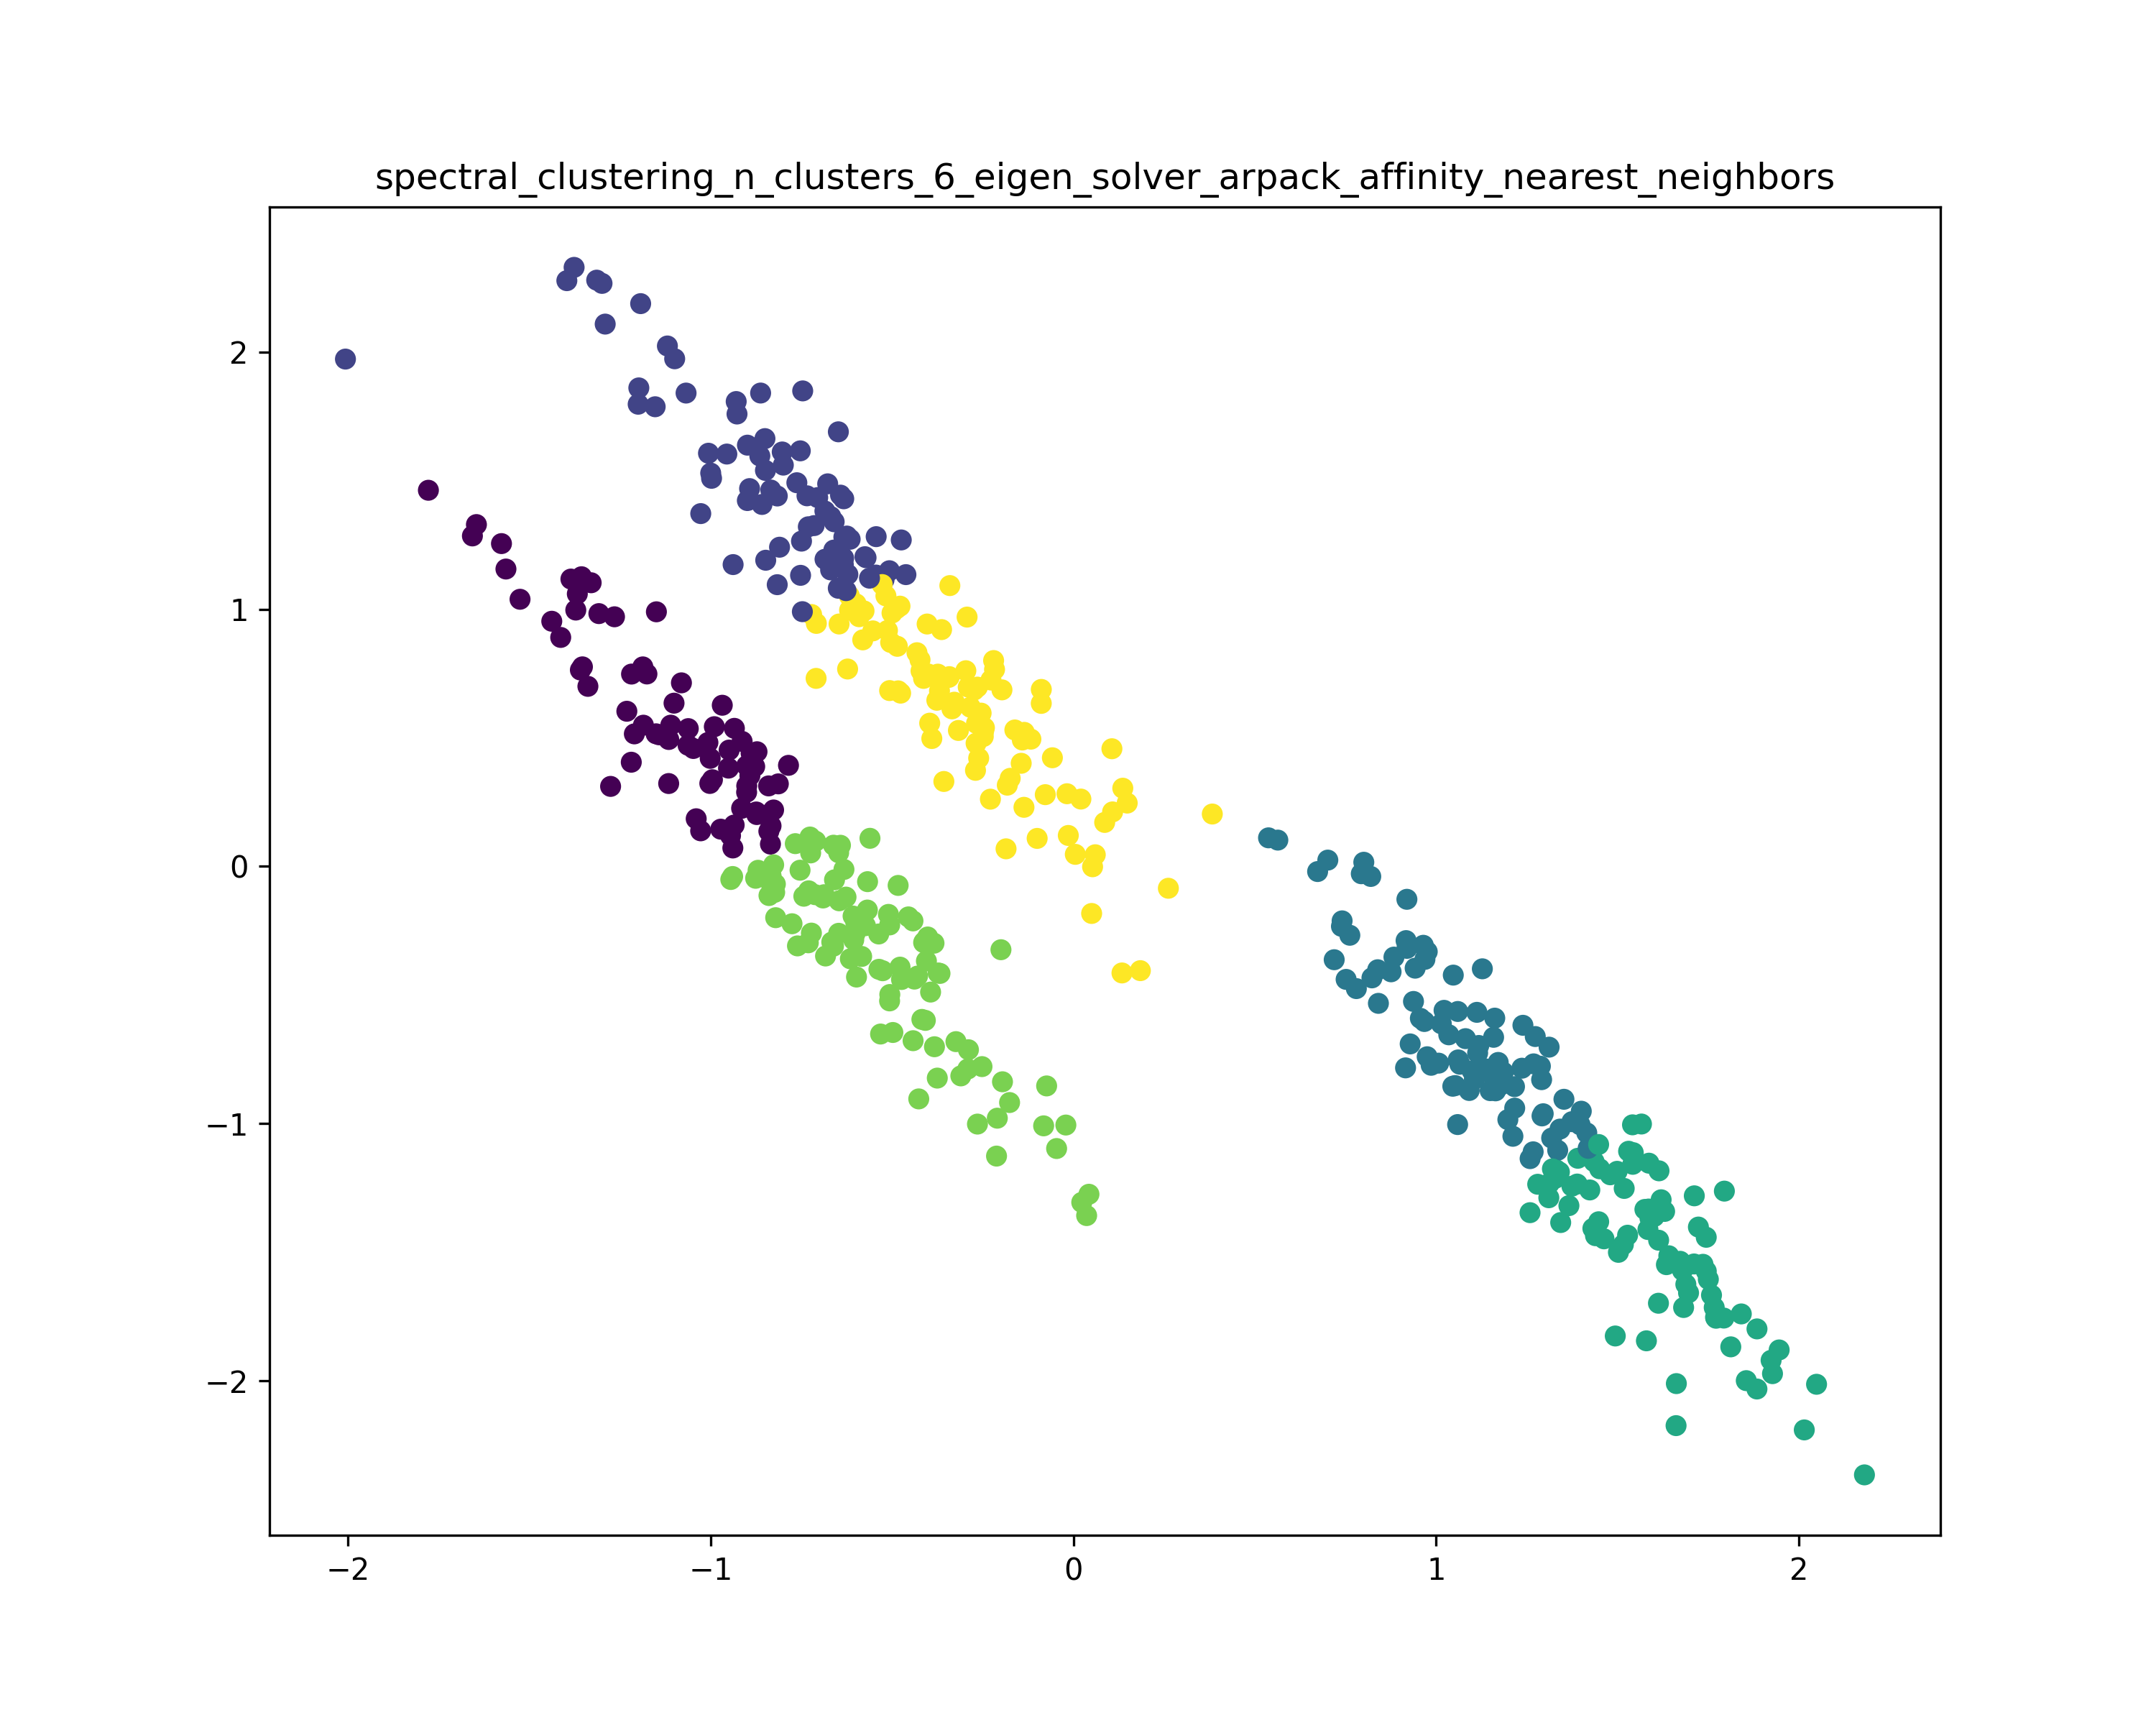 spectral_clustering_n_clusters_6_eigen_solver_arpack_affinity_nearest_neighbors
2
1
0
−1
−2
−2 −1 0 1 2